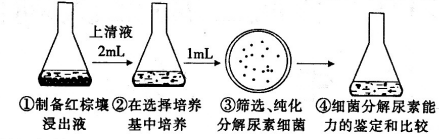 上清液
2mL
1mL
①制备红棕壤
浸出液
②在选择培养
基中培养
③筛选、纯化
分解尿素细菌
④细菌分解尿素能
力的鉴定和比较